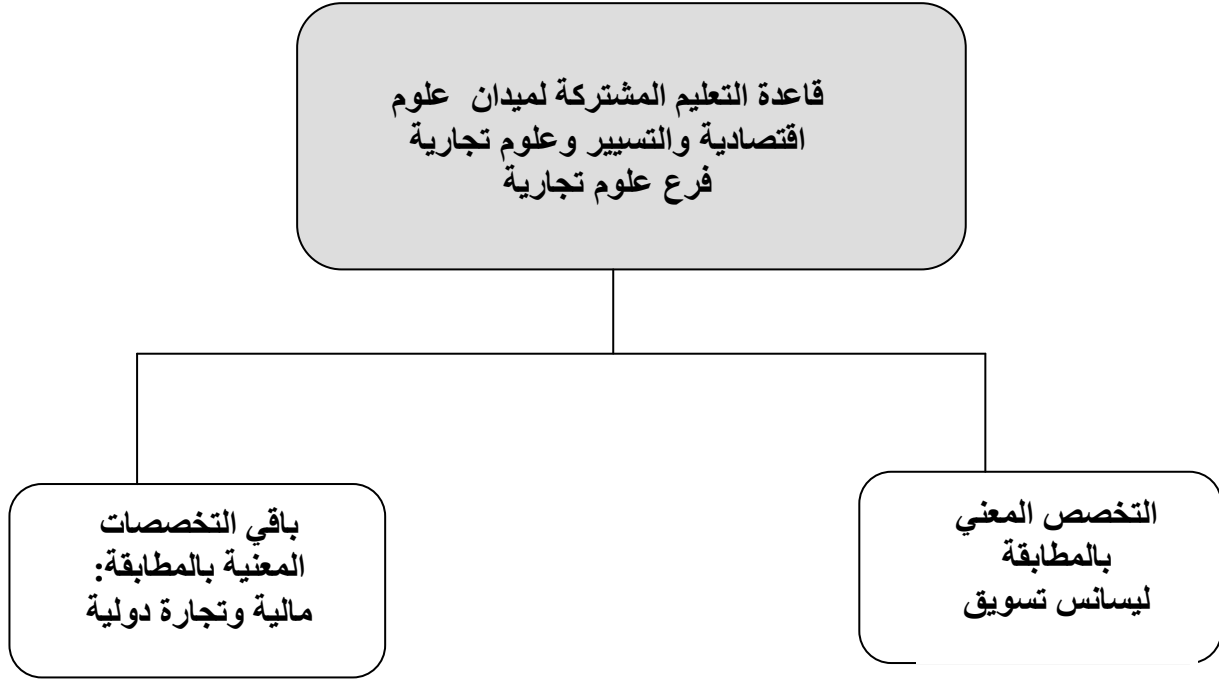 قاعدة التعليم المشتركة لميدان علوم
اقتصادية والتسيير وعلوم تجارية
فرع علوم تجارية
التخصص المعني
بالمطابقة
ليسانس تسويق
باقي التخصصات
المعنية بالمطابقة:
مالية وتجارة دولية